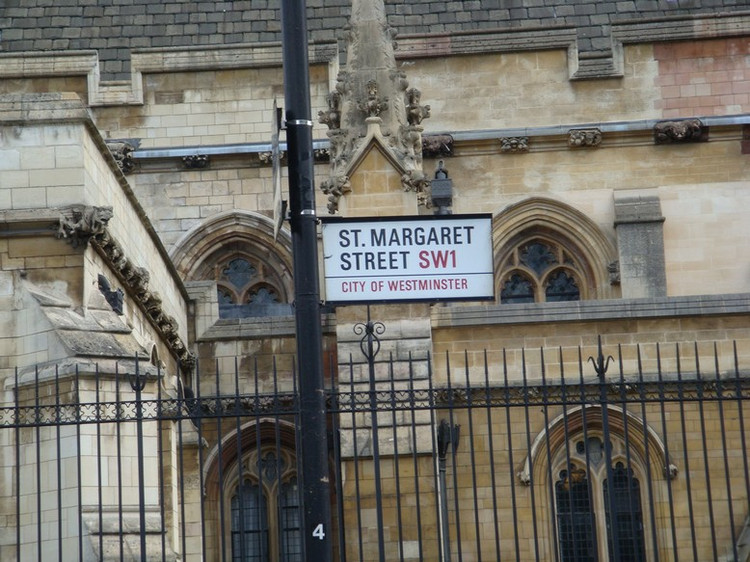 ST. MARGARET
STREET SW1
CITY OF WESTMINSTER
4